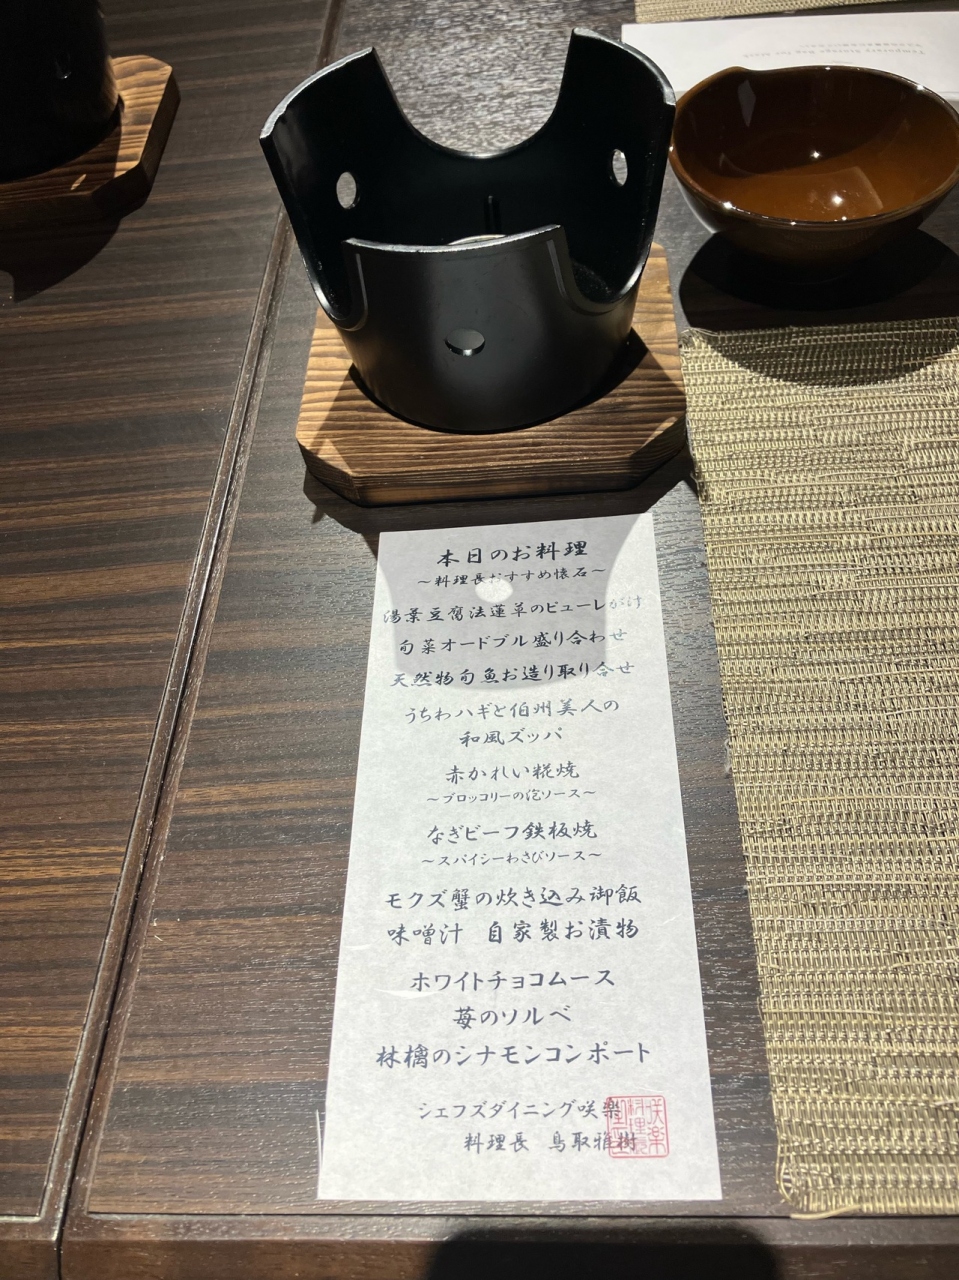 Temporary Storage Bag for Mask
本日のお料理
～料理長おすすめ懐石～
湯葉豆腐法蓮草のピューレがけ
旬菜オードブル盛り合わせ
天然物旬魚お造り取り合せ
うちわハギと伯州美人の
和風ズッパ
赤かれい糀焼
～ブロッコリーの泡ソース～
なぎビーフ鉄板焼
～スパイシーわさびソース～
モクズ蟹の炊き込み御飯
味噌汁 自家製お漬物
ホワイトチョコムース
苺のソルベ
林檎のシナモンコンポート
シェフズダイニング咲楽
料理長 鳥取雅樹